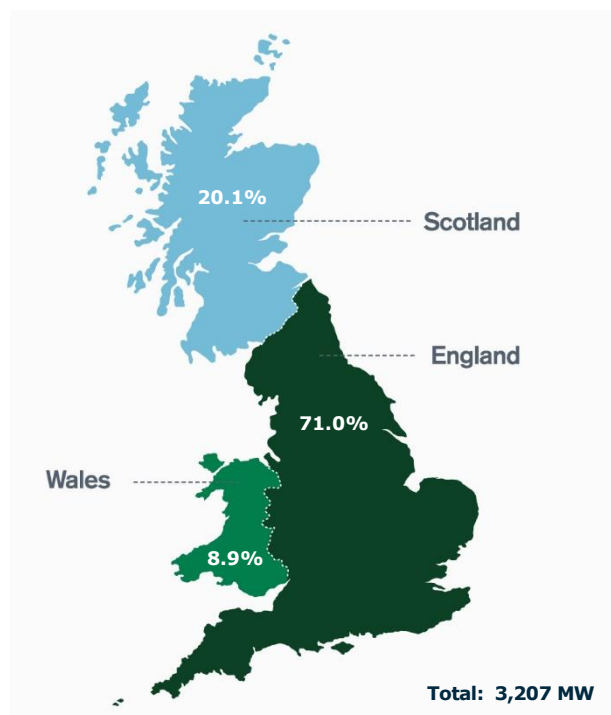 20.1%
Scotland
England
71.0%
Wales
8.9%
Total: 3,207 MW